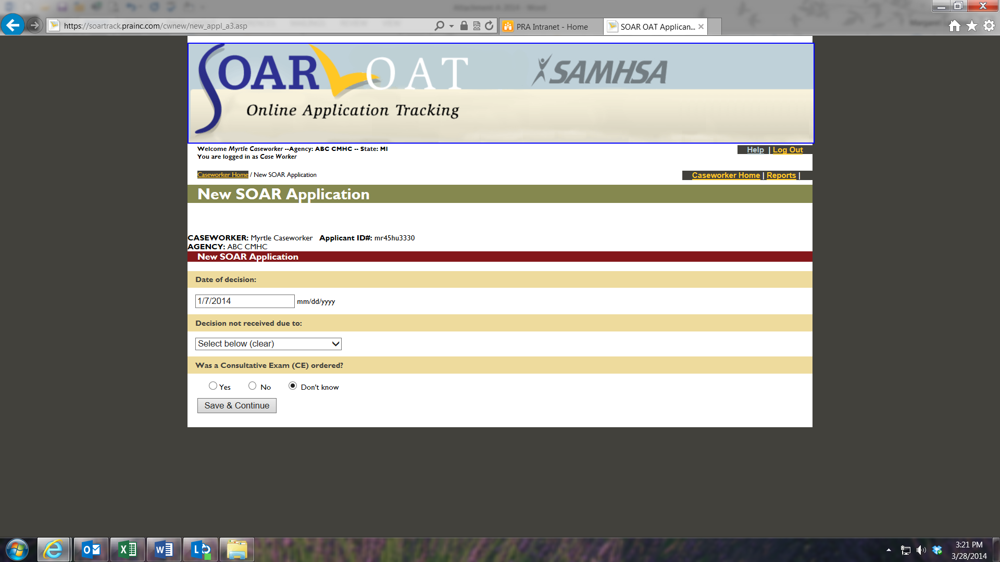 Attachment A 2014 - Word
https://soartrack.prainc.com/cwnew/new_appl_a3.asp
PRA Intranet - Home
SOAR OAT Applican...
SOAR OAT
SAMHSA
Online Application Tracking
Welcome Myrtle Caseworker --Agency: ABC CMHC -- State: MI
You are logged in as Case Worker
Help | Log Out
Caseworker Home / New SOAR Application
Caseworker Home | Reports |
New SOAR Application
CASEWORKER: Myrtle Caseworker Applicant ID#: mr45hu3330
AGENCY: ABC CMHC
New SOAR Application
Date of decision:
1/7/2014 mm/dd/yyyy
Decision not received due to:
Select below (clear)
Was a Consultative Exam (CE) ordered?
Yes No Don't know
Save & Continue
3:21 PM
3/28/2014